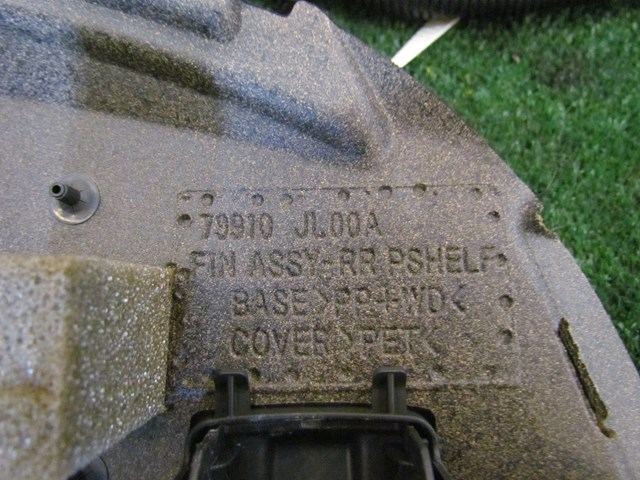 79910 JL00A
FIN ASSY-RR PSHELF
BASE >PP+WD<
COVER >PET<